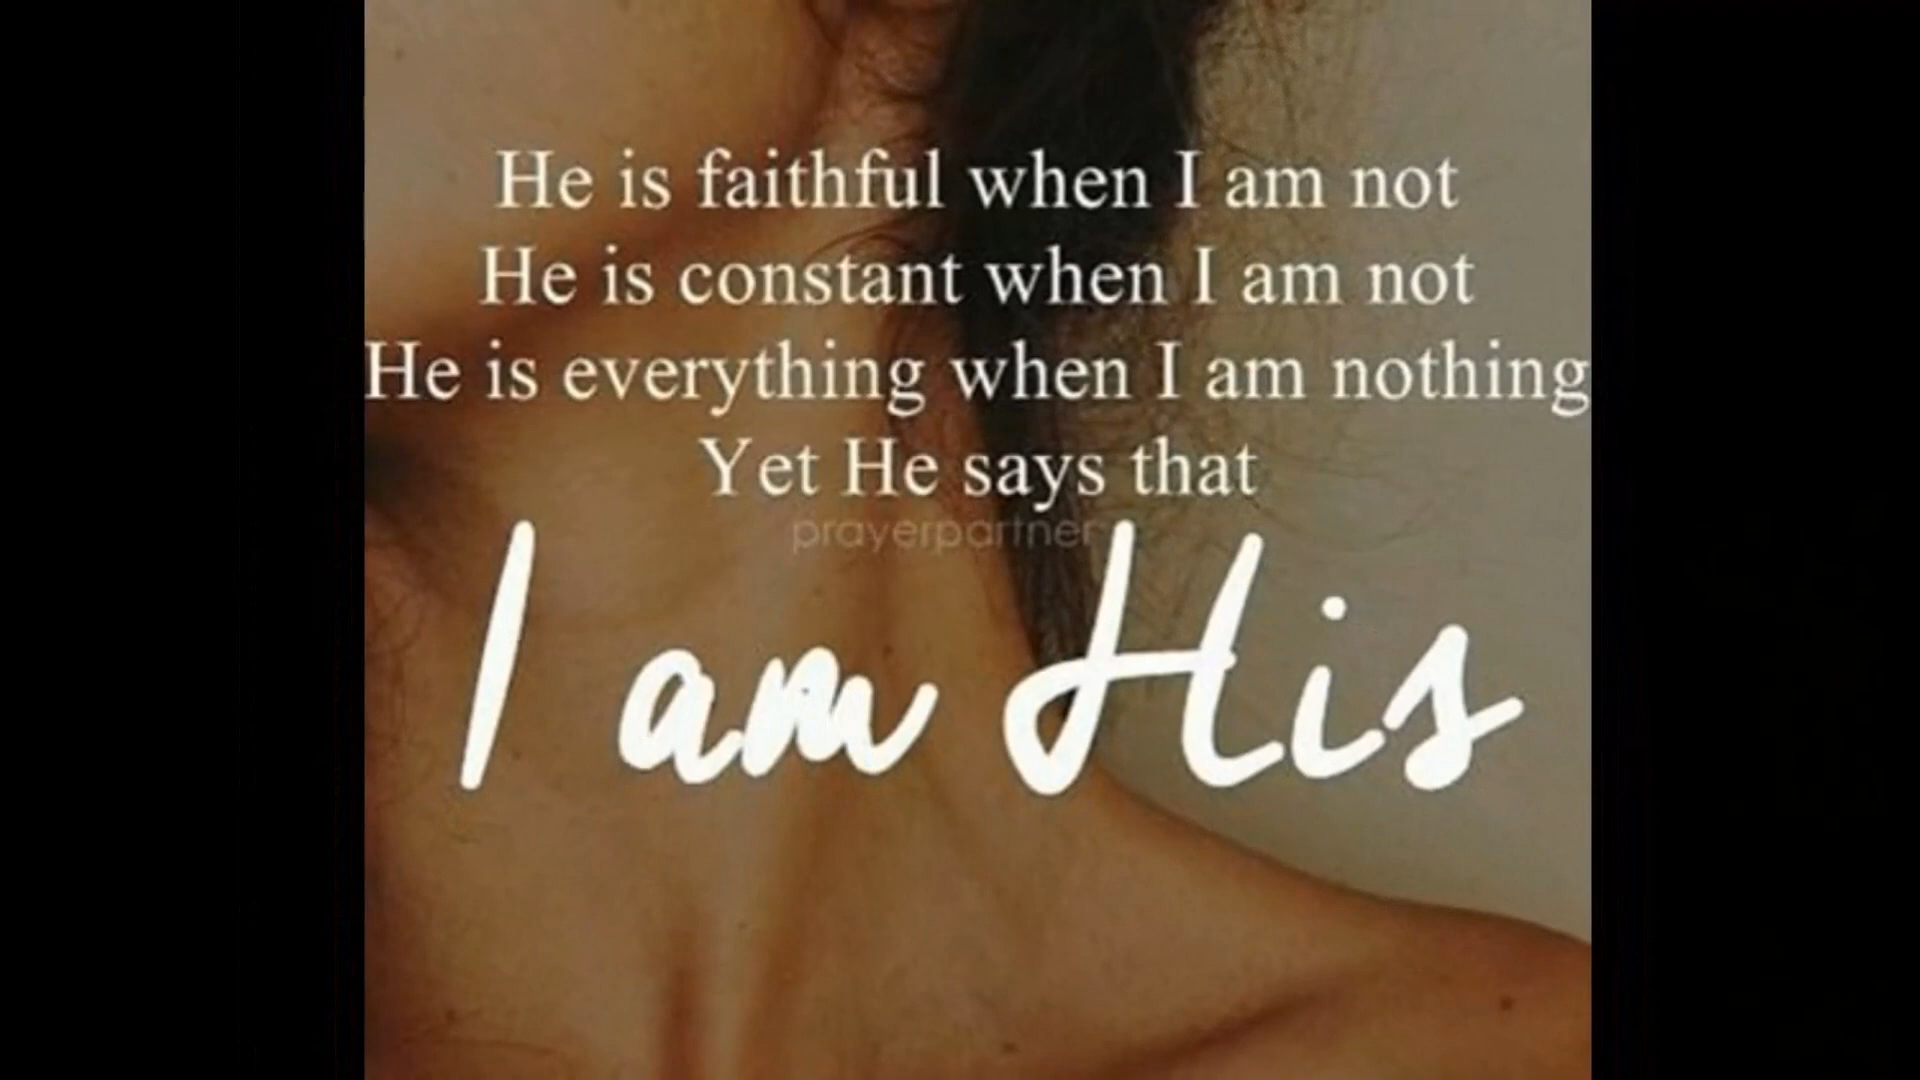 He is faithful when I am not
He is constant when I am not
He is everything when I am nothing
Yet He says that
prayerpartner
I am His